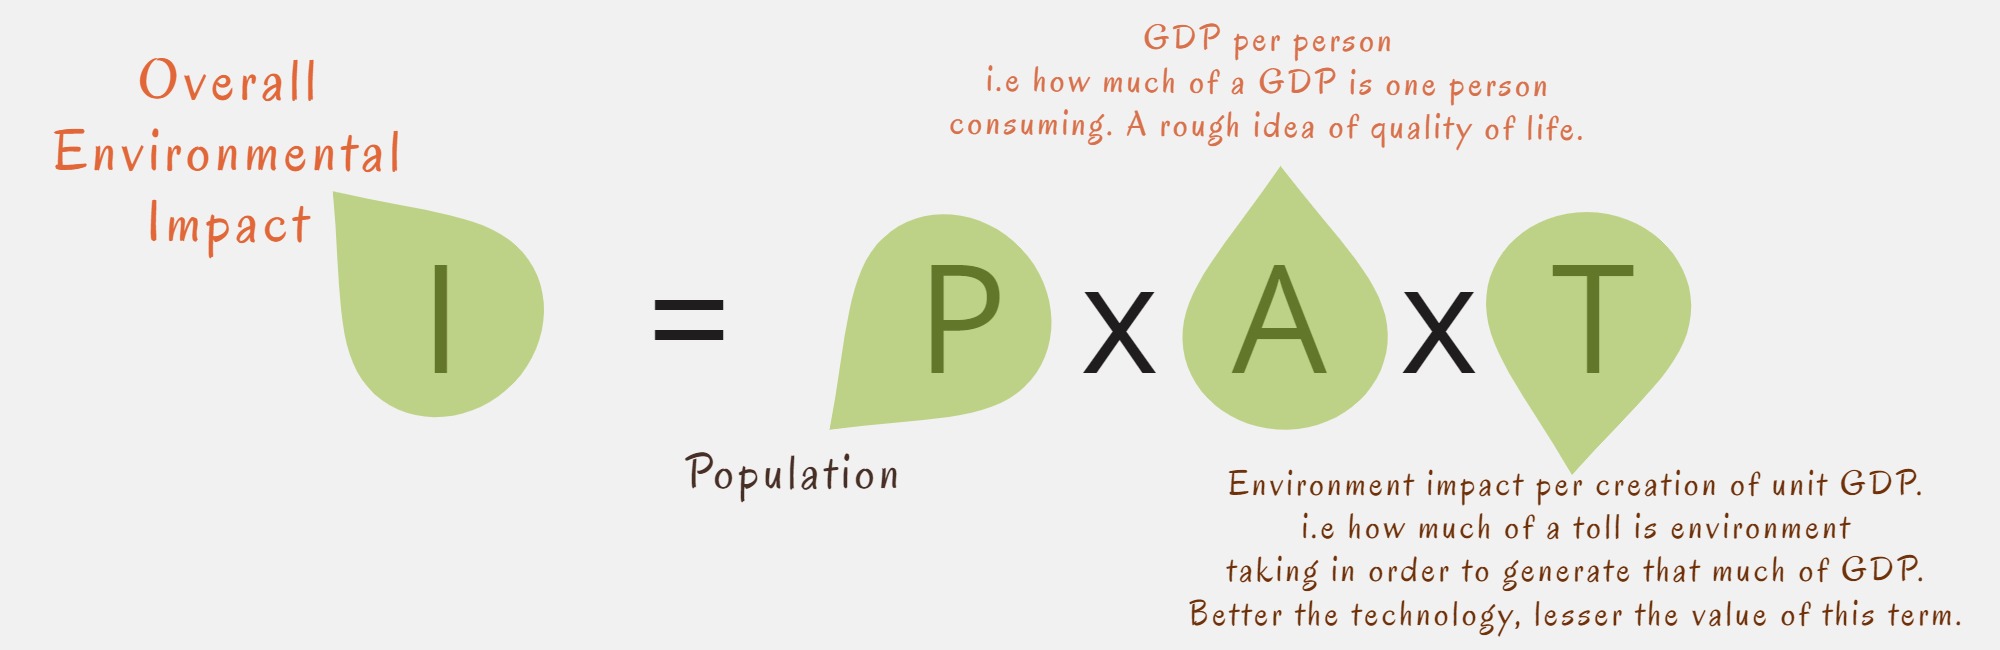 Overall
Environmental
Impact
GDP per person
i.e how much of a GDP is one person
consuming. A rough idea of quality of life.
I = P x A x T
Population
Environment impact per creation of unit GDP.
i.e how much of a toll is environment
taking in order to generate that much of GDP.
Better the technology, lesser the value of this term.